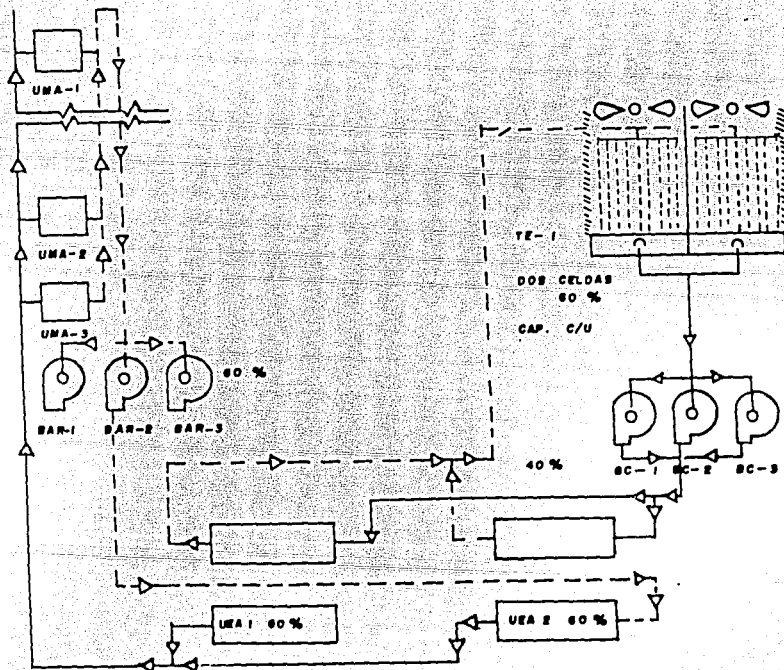 UMA-1
UMA-2
UMA-3
BAR-1
BAR-2
BAR-3
60 %
TE-1
DOS CELDAS
60 %
CAP. C/U
40%
BC-1
BC-2
BC-3
UEA 1 60%
UEA 2 60%